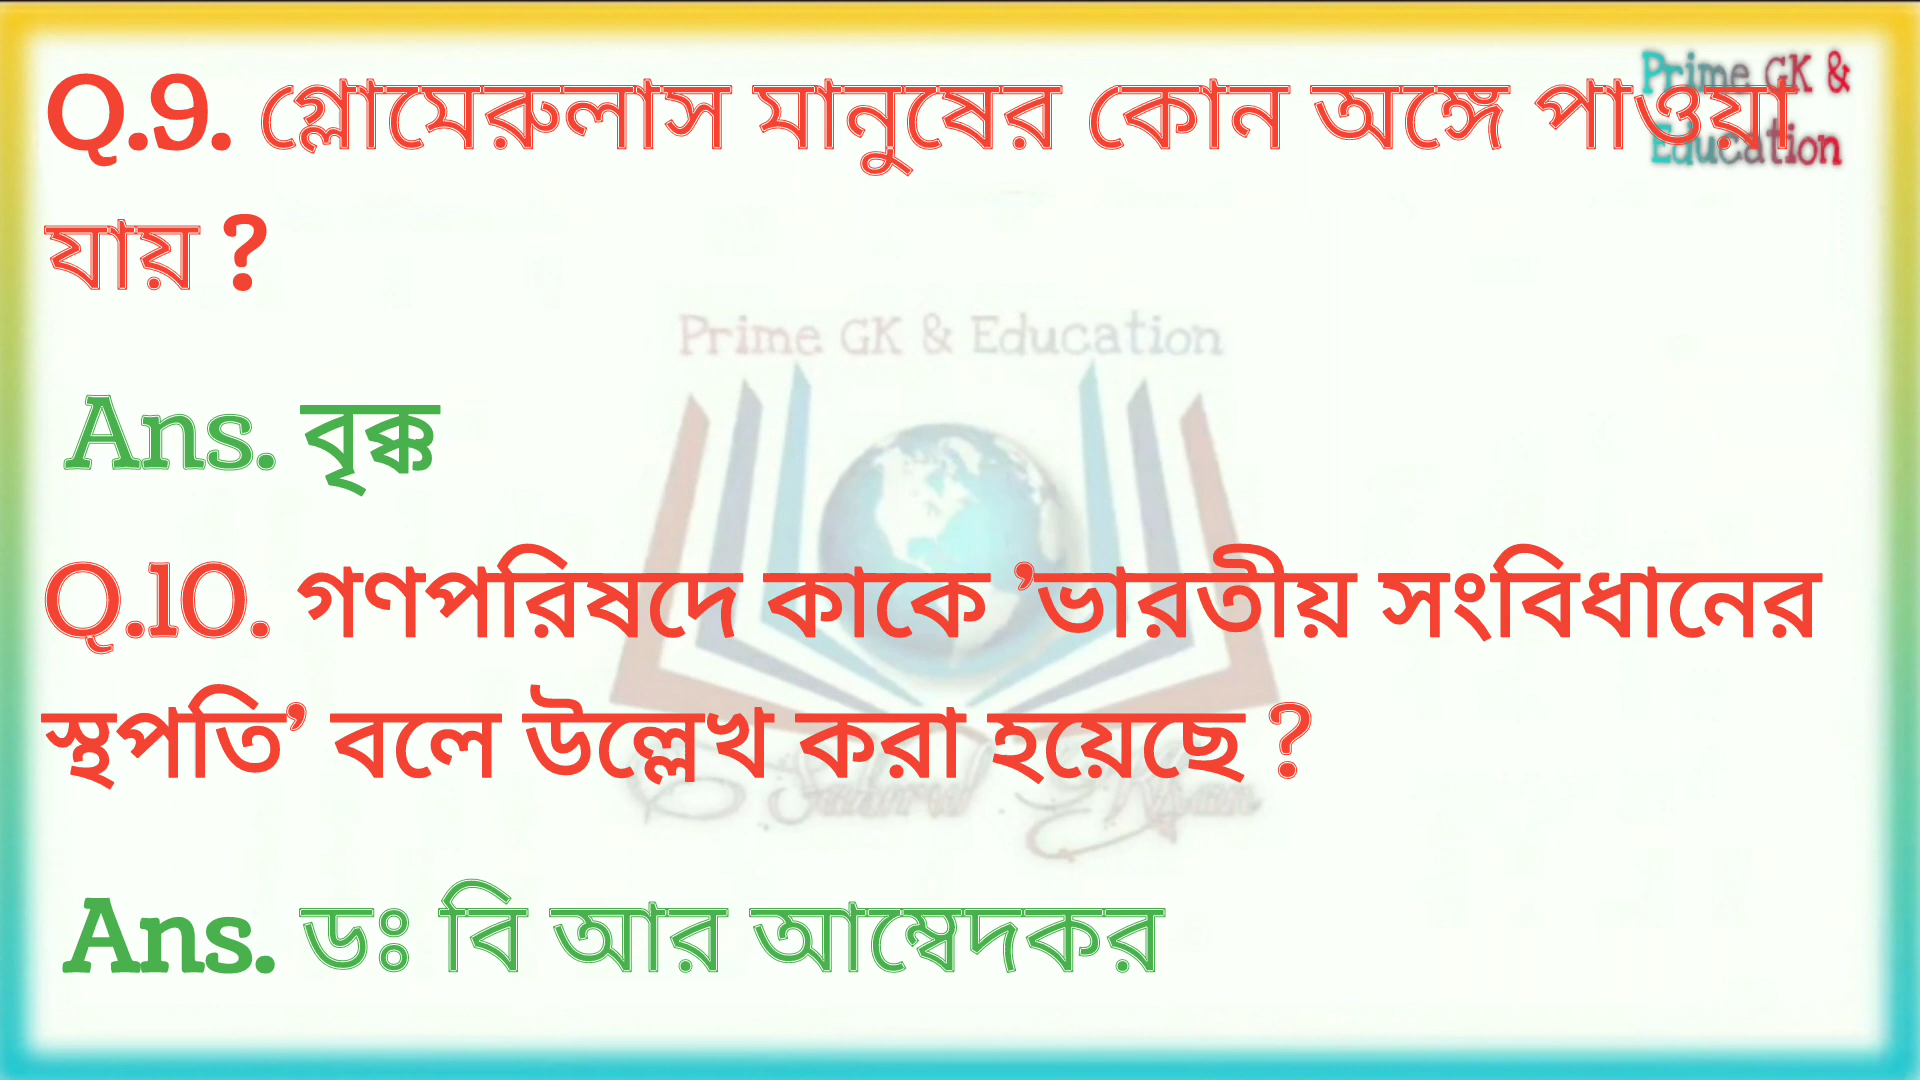 Prime GK &
Education
Q.9. গ্লোমেরুলাস মানুষের কোন অঙ্গে পাওয়া
যায় ?
Prime GK & Education
Ans. বৃক্ক
Q.10. গণপরিষদে কাকে ’ভারতীয় সংবিধানের
স্থপতি’ বলে উল্লেখ করা হয়েছে ?
Ans. ডঃ বি আর আম্বেদকর